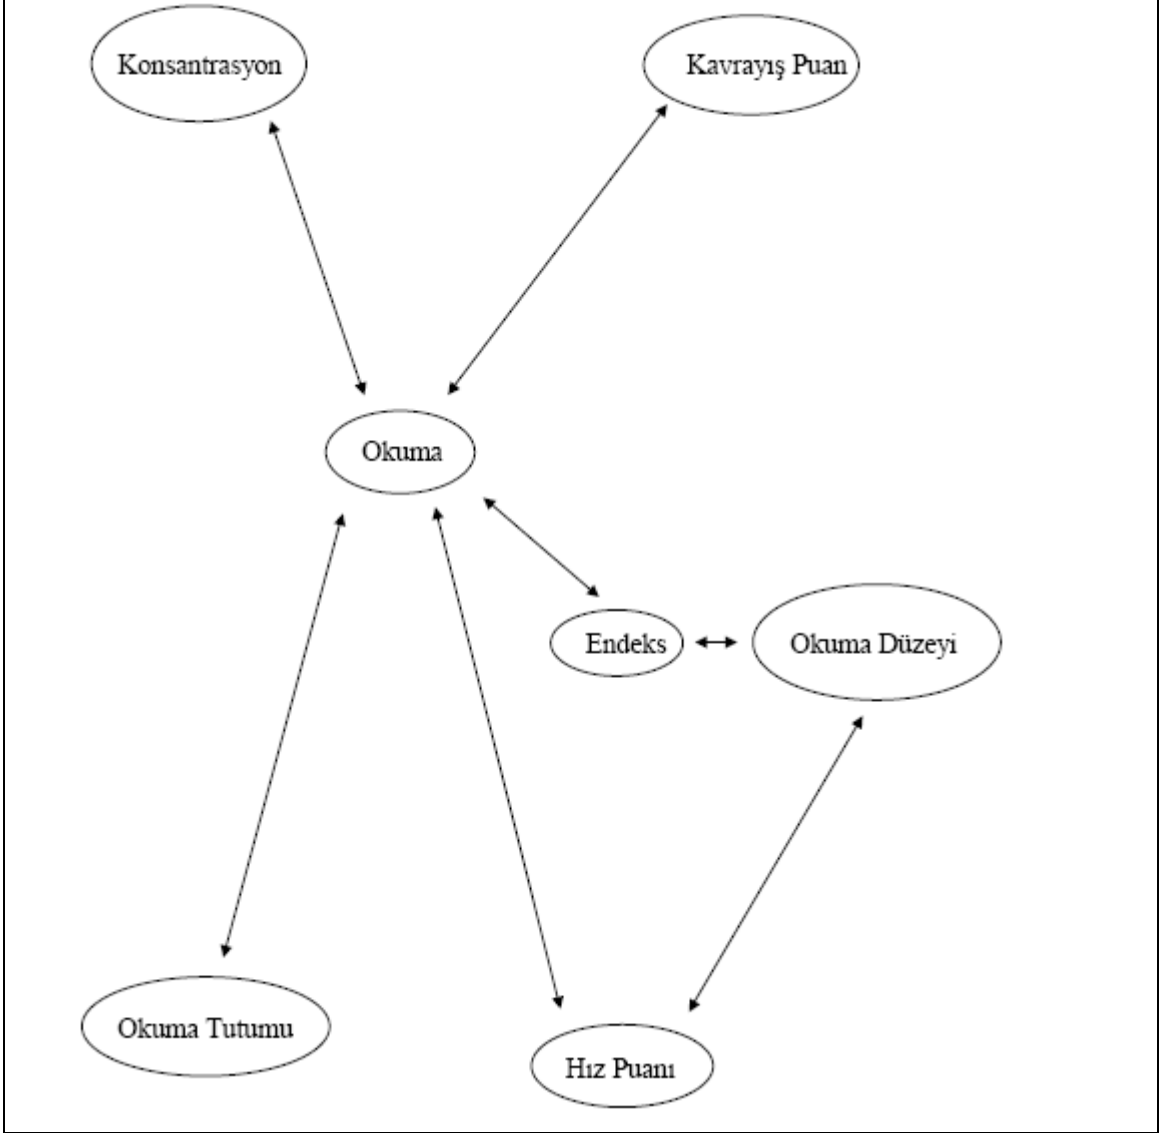 Konsantrasyon
Kavrayış Puan
Okuma
Endeks
Okuma Düzeyi
Okuma Tutumu
Hız Puanı